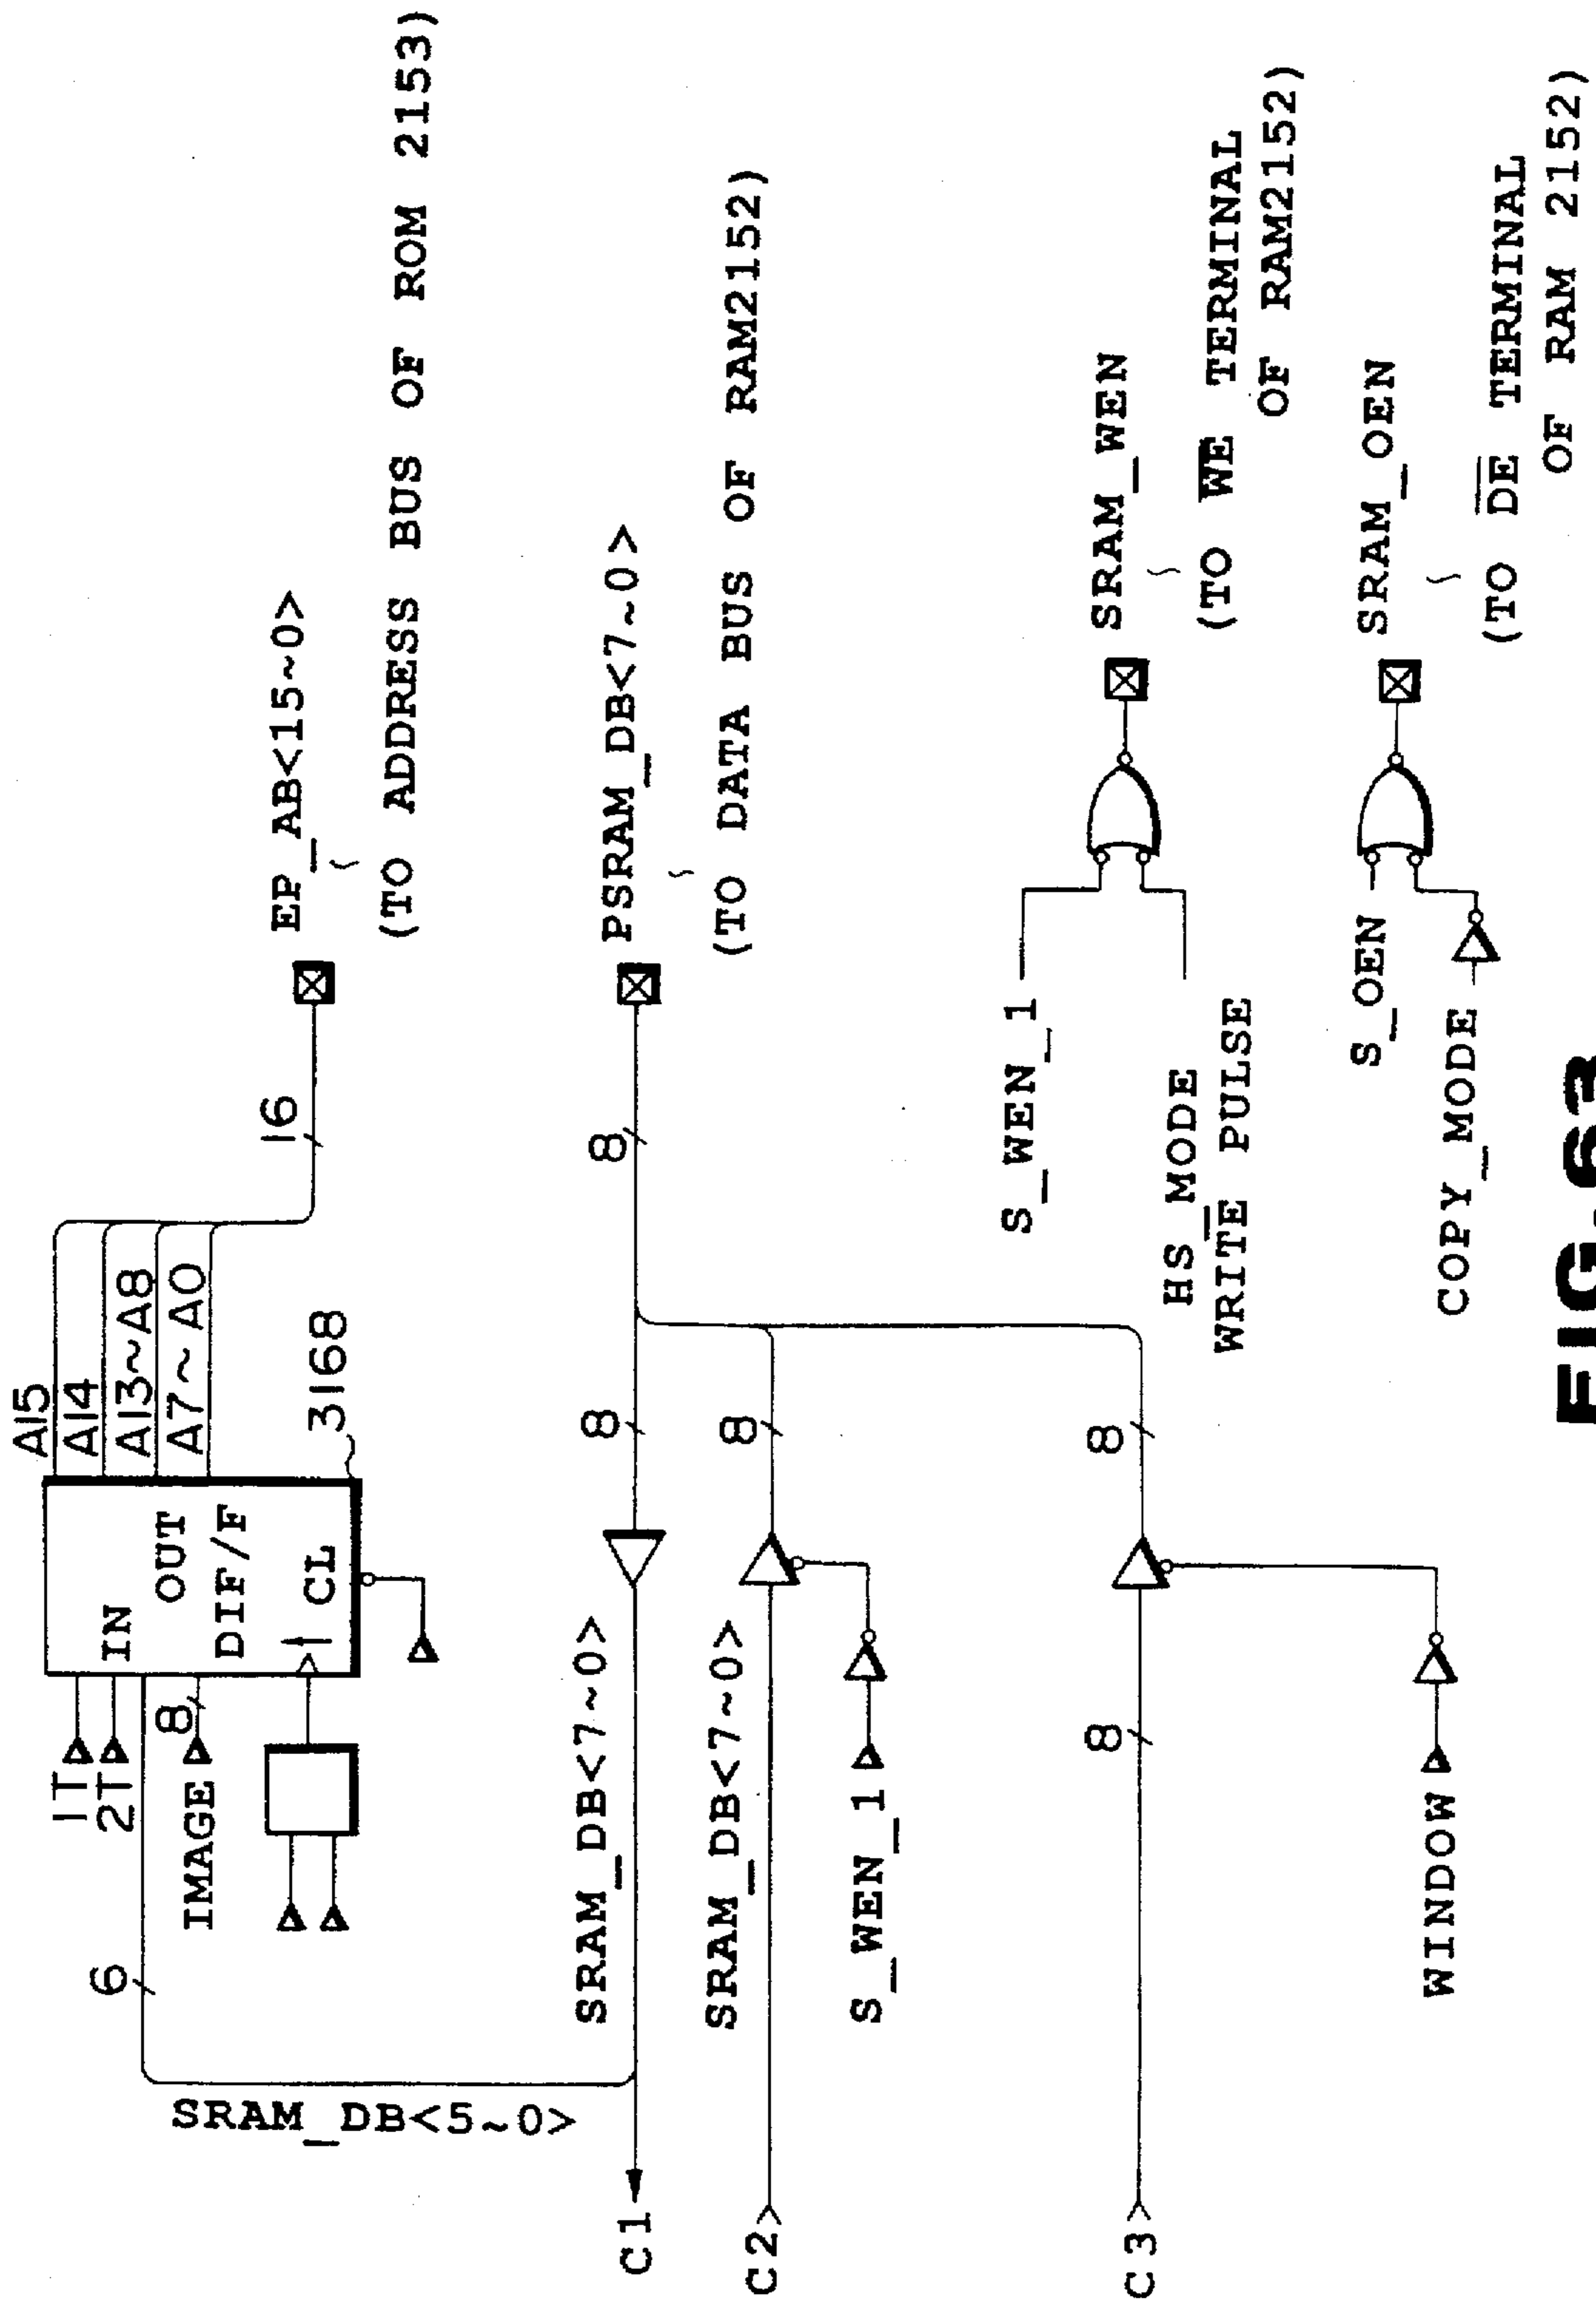 A15
A14
A13~A8
A7~A0
1T
2T
IN
OUT
DIF/F
CL
3168
IMAGE
8
6
16
EP_AB<15~0>
(TO ADDRESS BUS OF ROM 2153)
SRAM_DB<5~0>
SRAM_DB<7~0>
8
8
PSRAM_DB<7~0>
(TO DATA BUS OF RAM2152)
C1
SRAM_DB<7~0>
8
C2
S_WEN_1
C3
8
8
WINDOW
S_WEN_1
HS_MODE
WRITE PULSE
SRAM_WEN
(TO WE TERMINAL
OF RAM2152)
S_OEN
COPY_MODE
SRAM_OEN
(TO DE TERMINAL
OF RAM 2152)
FIG.63